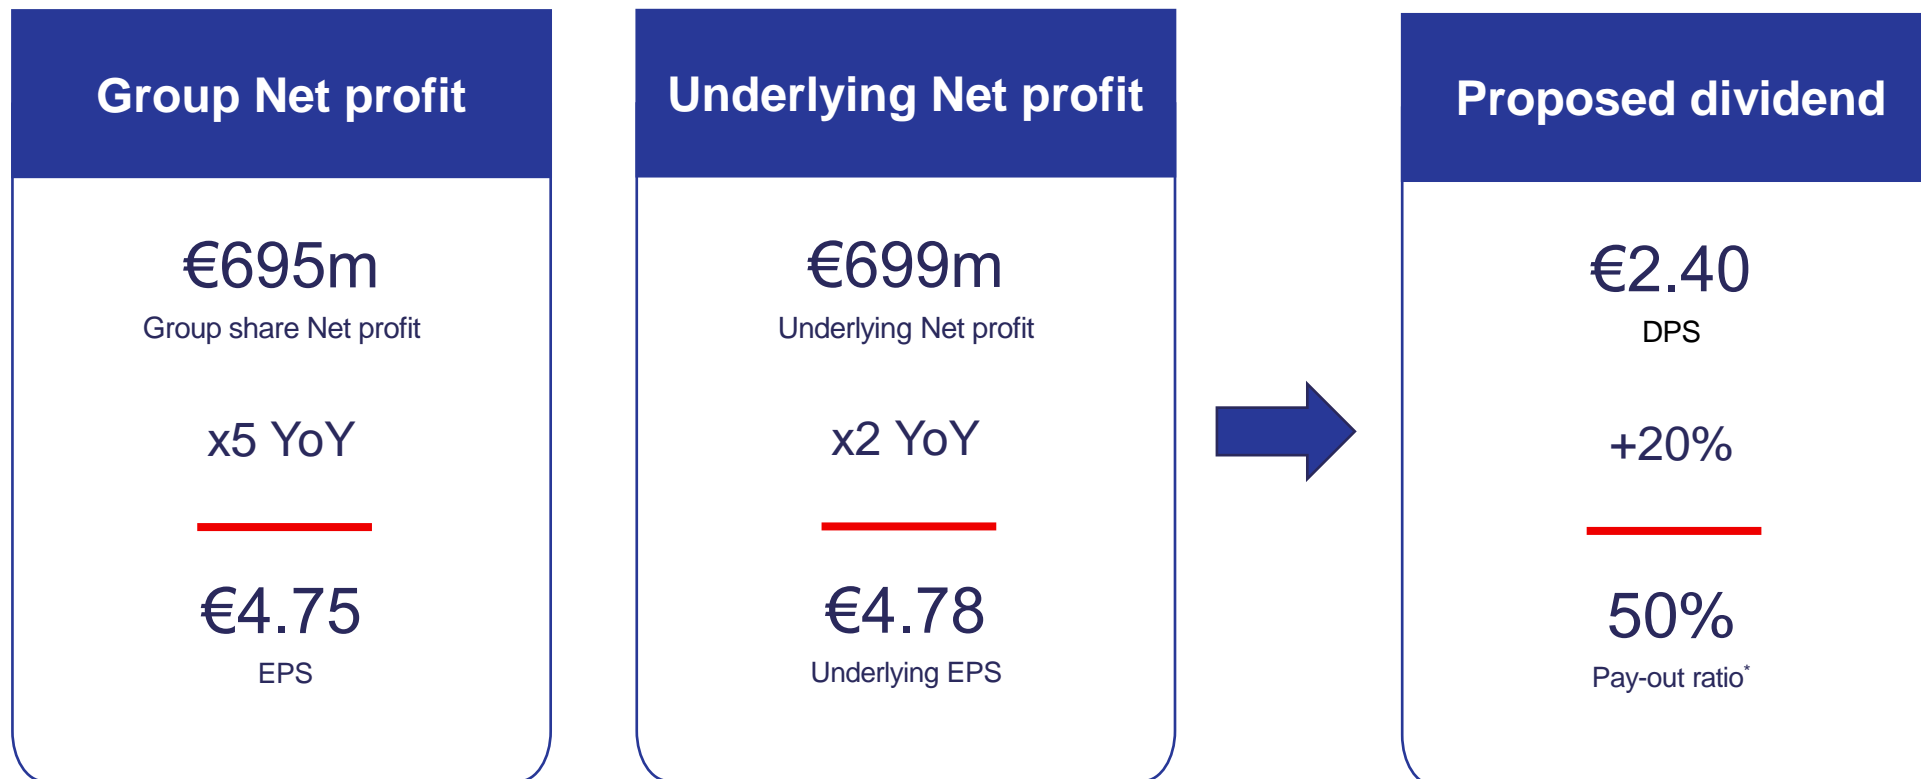 Group Net profit
€695m
Group share Net profit
x5 YoY
€4.75
EPS
Underlying Net profit
€699m
Underlying Net profit
x2 YoY
€4.78
Underlying EPS
Proposed dividend
€2.40
DPS
+20%
50%
Pay-out ratio*